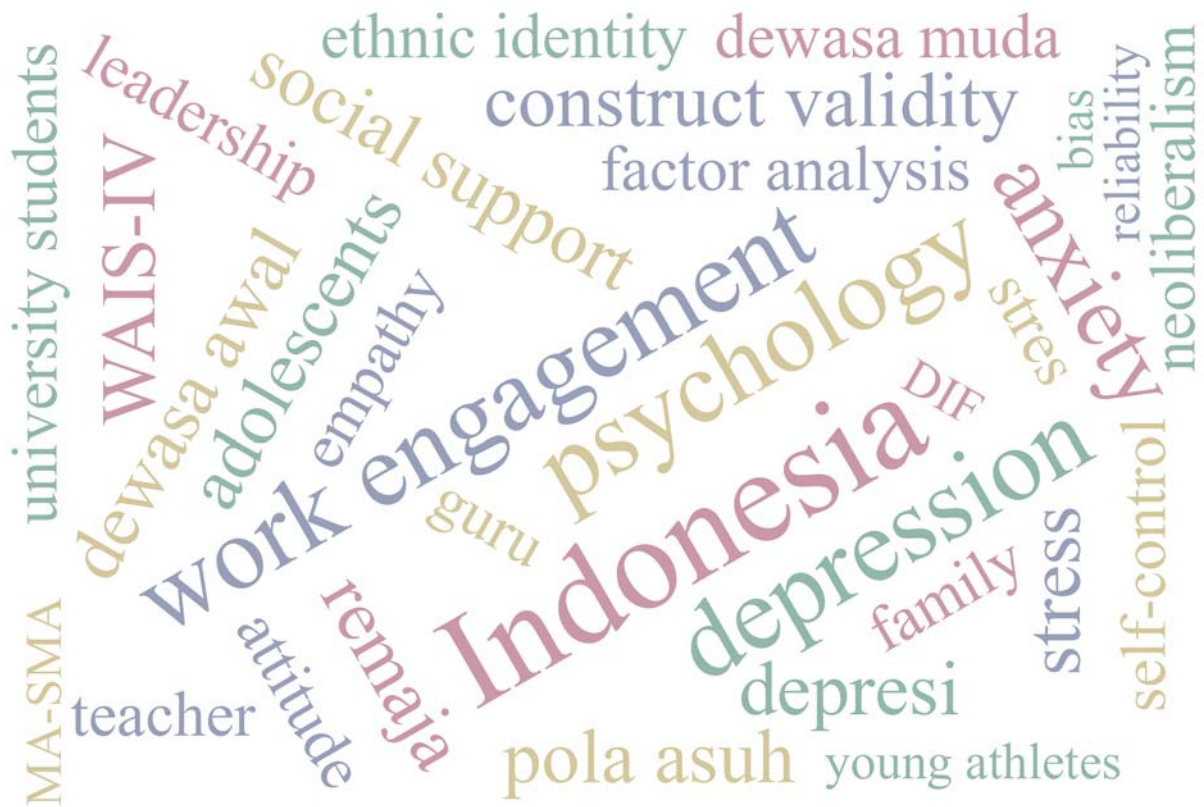 ethnic identity
dewasa muda
leadership
social support
construct validity
university students
bias
reliability
neoliberalism
factor analysis
WAIS-IV
anxiety
dewasa awal
adolescents
empathy
work engagement
psychology
stres
DIF
guru
Indonesia
depression
self-control
stress
family
remaja
attitude
MA-SMA
teacher
depresi
pola asuh
young athletes